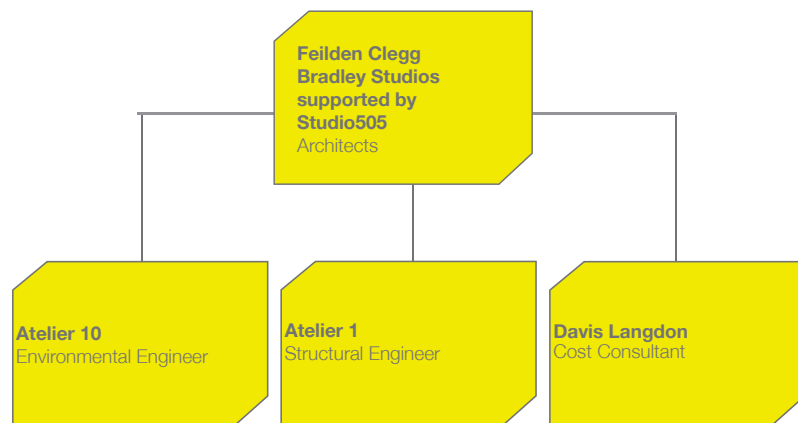 Feilden Clegg
Bradley Studios
supported by
Studio505
Architects
Atelier 10
Environmental Engineer
Atelier 1
Structural Engineer
Davis Langdon
Cost Consultant